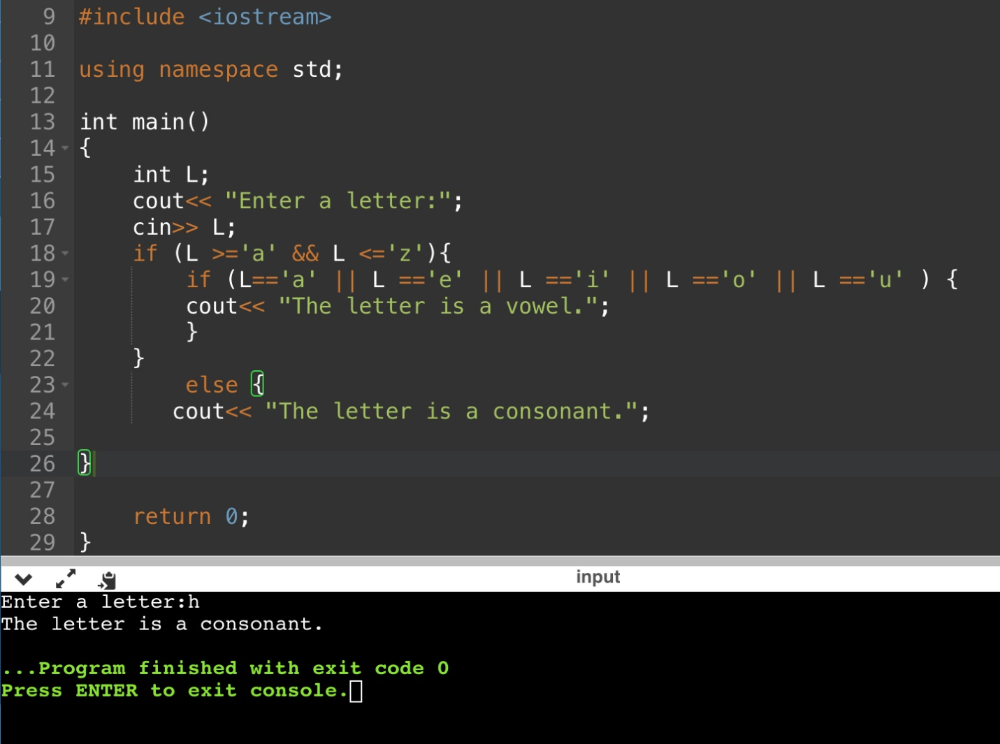 9 #include <iostream>
10
11 using namespace std;
12
13 int main()
14 {
15     int L;
16     cout<< "Enter a letter:";
17     cin>> L;
18     if (L >='a' && L <='z'){
19         if (L=='a' || L =='e' || L =='i' || L =='o' || L =='u' ) {
20         cout<< "The letter is a vowel.";
21         }
22     }
23         else {
24        cout<< "The letter is a consonant.";
25
26 }
27
28     return 0;
29 }
input
Enter a letter:h
The letter is a consonant.
...Program finished with exit code 0
Press ENTER to exit console.